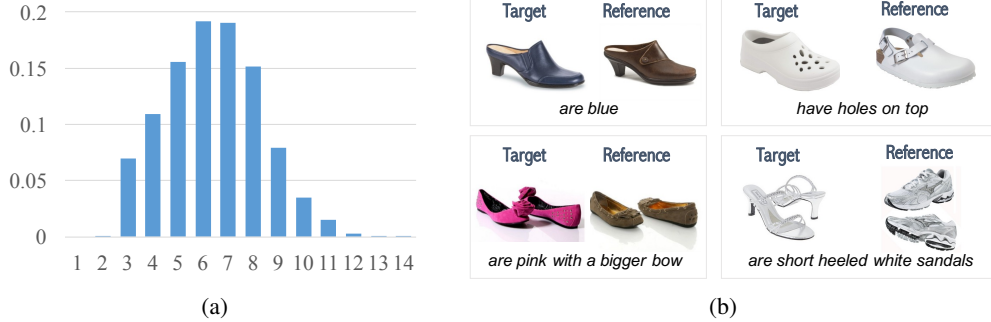 0.2
0.15
0.1
0.05
0
1 2 3 4 5 6 7 8 9 10 11 12 13 14
(a)
Target Reference
are blue
Target Reference
have holes on top
Target Reference
are pink with a bigger bow
Target Reference
are short heeled white sandals
(b)